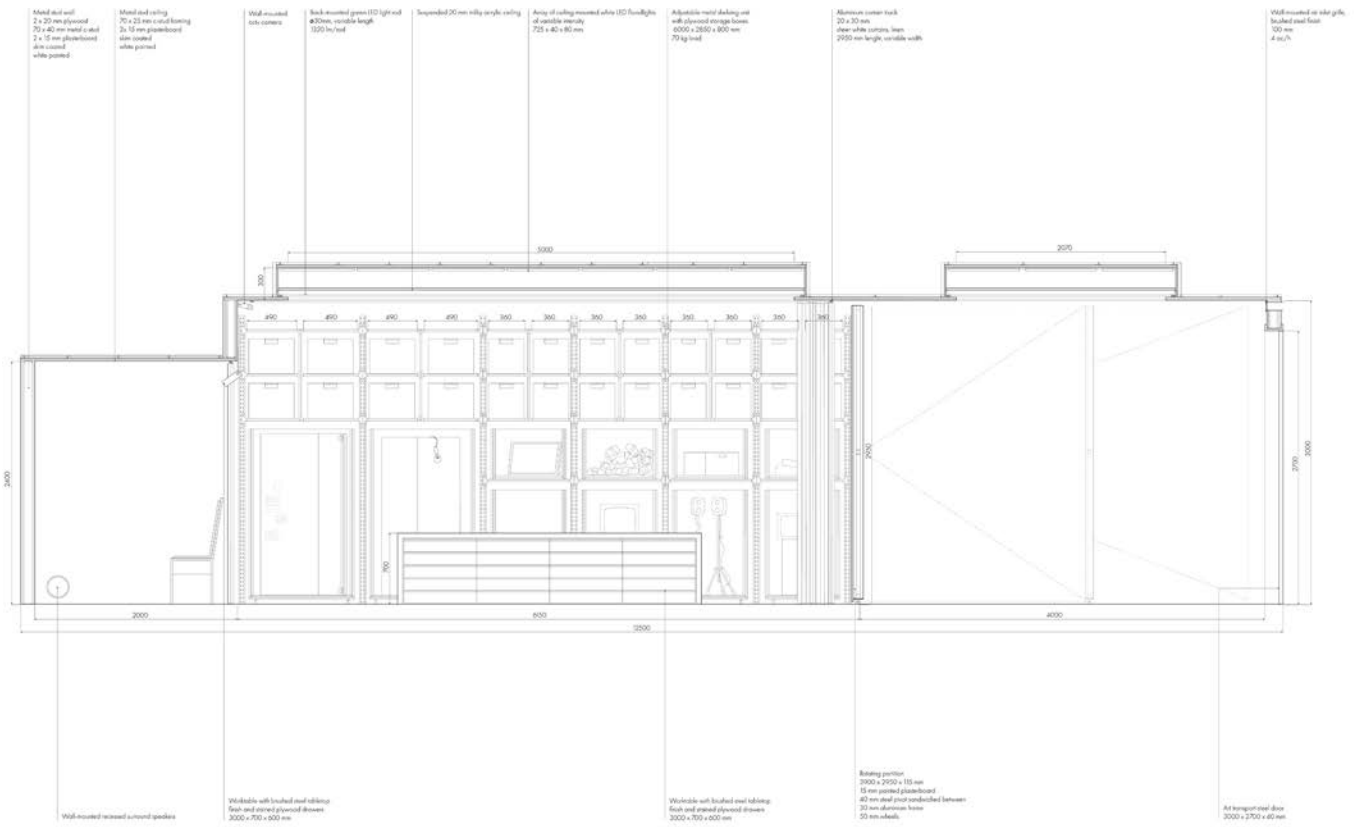 Metal stud wall
2 x 20 mm plywood
70 x 40 mm metal c-stud
2 x 15 mm plasterboard
skim coated
white painted
Metal stud ceiling
70 x 25 mm c-stud framing
2x 15 mm plasterboard
skim coated
white painted
Wall-mounted
cctv camera
Back-mounted green LED light rod
ø30mm, variable length
1320 lm/rod
Suspended 20 mm milky acrylic ceiling
Array of ceiling-mounted white LED floodlights
of variable intensity
725 x 40 x 80 mm
Adjustable metal shelving unit
with plywood storage boxes
6000 x 2850 x 800 mm
70 kg load
Aluminium curtain track
20 x 30 mm
sheer white curtains, linen
2950 mm lenght, variable width
Wall-mounted air inlet grille,
brushed steel finish
100 mm
4 ac/h
5000
2070
300
490 490 490 490 360 360 360 360 360 360 360 360
2600
700
2950
2700
3000
2000
6150
4000
12500
Wall-mounted recessed surround speakers
Worktable with brushed steel tabletop
finish and stained plywood drawers
3000 x 700 x 600 mm
Worktable with brushed steel tabletop
finish and stained plywood drawers
3000 x 700 x 600 mm
Rotating partition
3900 x 2950 x 115 mm
15 mm painted plasterboard
40 mm steel pivot sandwiched between
30 mm aluminium frame
55 mm wheels
Art transport steel door
3000 x 2700 x 40 mm